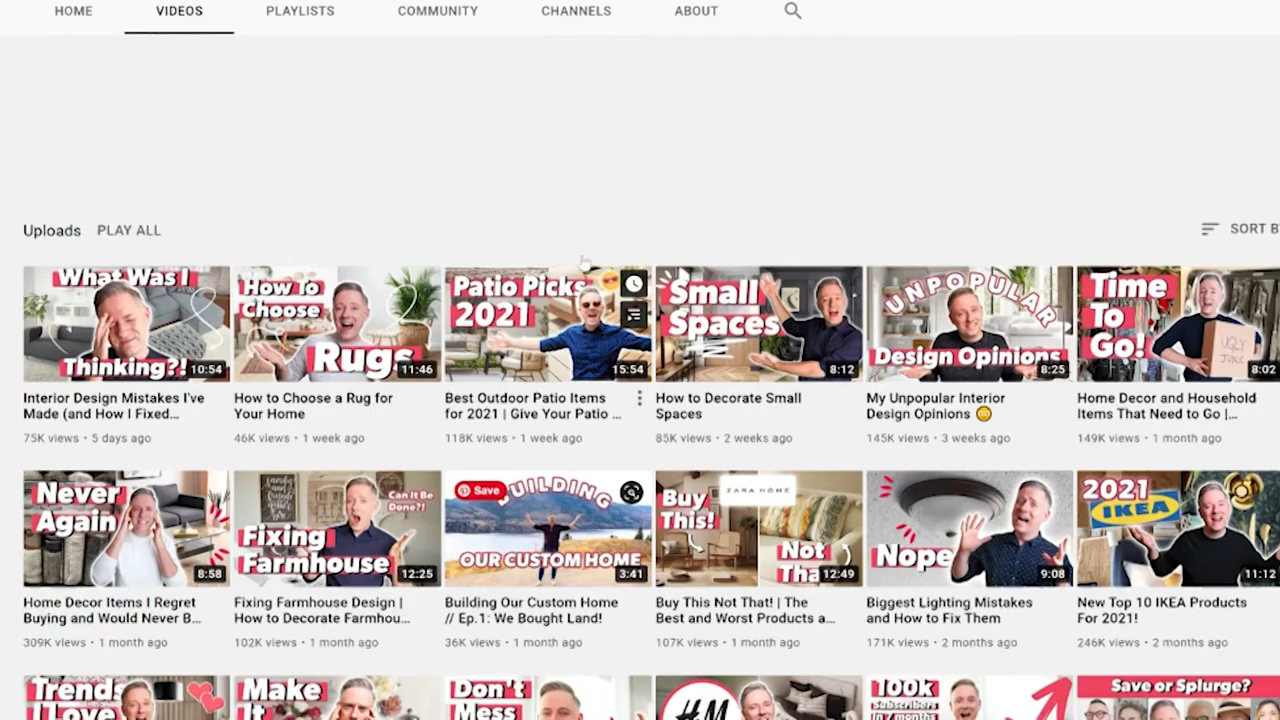 HOME VIDEOS PLAYLISTS COMMUNITY CHANNELS ABOUT
Uploads PLAY ALL
SORT B
What Was I
Thinking?!
10:54
How To
Choose
Rugs
11:46
Patio Picks
2021
15:54
Small
Spaces
8:12
UNPOPULAR
Design Opinions
8:25
Time
To
Go!
UGLY
JUNK
8:02
Interior Design Mistakes I've
Made (and How I Fixed...
75K views • 5 days ago
How to Choose a Rug for
Your Home
46K views • 1 week ago
Best Outdoor Patio Items
for 2021 | Give Your Patio ...
118K views • 1 week ago
How to Decorate Small
Spaces
85K views • 2 weeks ago
My Unpopular Interior
Design Opinions 😳
145K views • 3 weeks ago
Home Decor and Household
Items That Need to Go |...
149K views • 1 month ago
Never
Again
8:58
Can It Be
Done?!
Fixing
Farmhouse
12:25
Save
BUILDING
OUR CUSTOM HOME
3:41
ZARA HOME
Buy
This!
Not
Tha
12:49
Nope
9:08
2021
IKEA
11:12
Home Decor Items I Regret
Buying and Would Never B...
309K views • 1 month ago
Fixing Farmhouse Design |
How to Decorate Farmhou...
102K views • 1 month ago
Building Our Custom Home
// Ep.1: We Bought Land!
36K views • 1 month ago
Buy This Not That! | The
Best and Worst Products a...
107K views • 1 month ago
Biggest Lighting Mistakes
and How to Fix Them
171K views • 2 months ago
New Top 10 IKEA Products
For 2021!
246K views • 2 months ago
Trends
I Love
Make
It
Don't
Mess
H&M
100k
Subscribers
In 7 months
Save or Splurge?